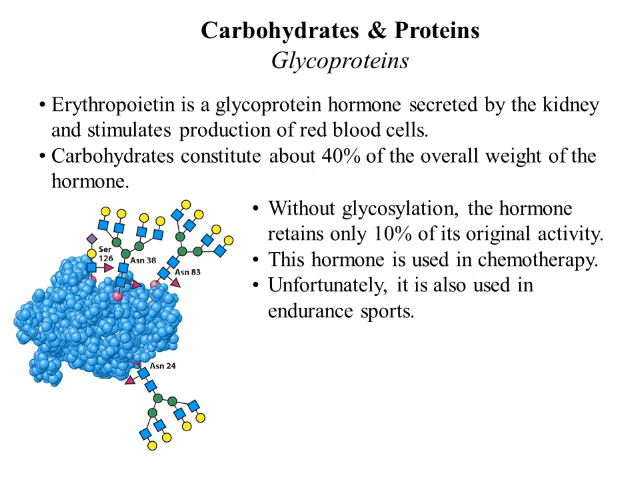 Carbohydrates & Proteins
Glycoproteins
• Erythropoietin is a glycoprotein hormone secreted by the kidney
and stimulates production of red blood cells.
• Carbohydrates constitute about 40% of the overall weight of the
hormone.
• Without glycosylation, the hormone
retains only 10% of its original activity.
• This hormone is used in chemotherapy.
• Unfortunately, it is also used in
endurance sports.
Ser
126
Asn 38
Asn 83
Asn 24